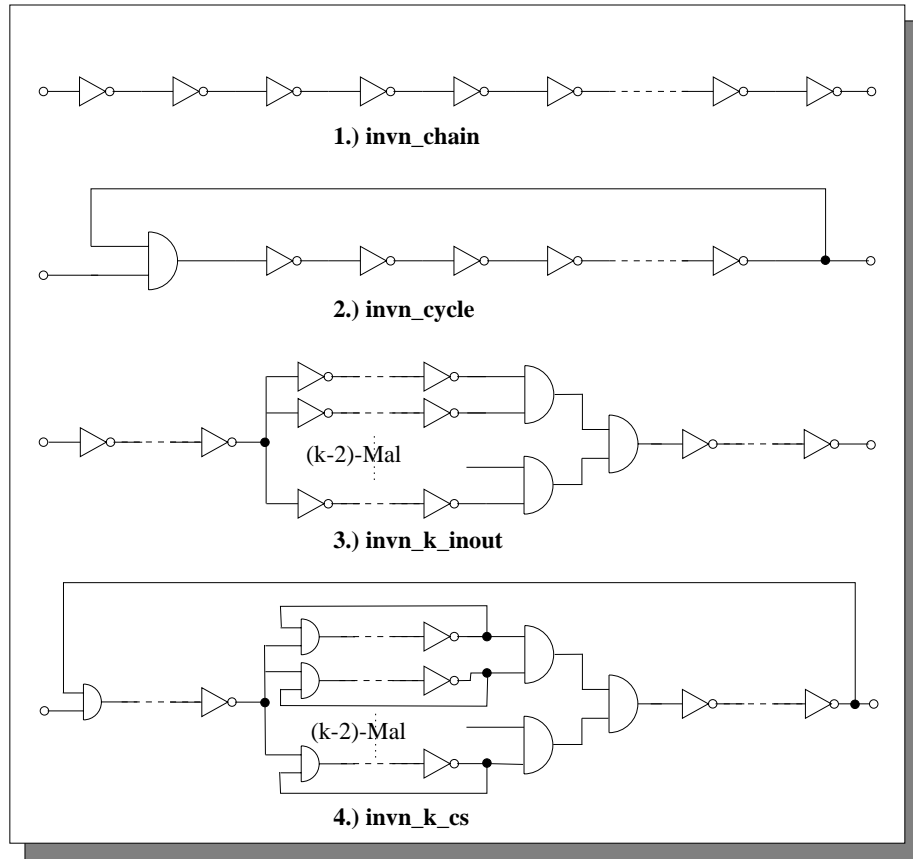 1.) invn_chain
2.) invn_cycle
(k-2)-Mal
3.) invn_k_inout
(k-2)-Mal
4.) invn_k_cs